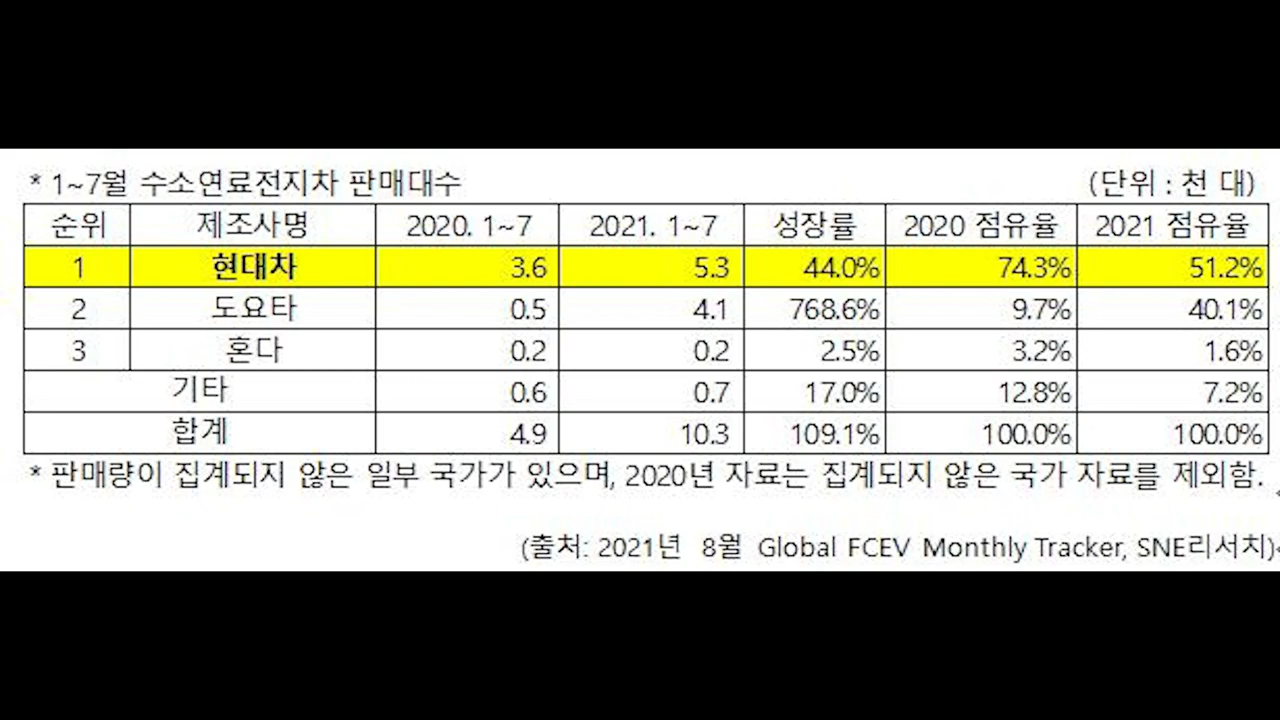 * 1~7월 수소연료전지차 판매대수 (단위 : 천 대)
순위 제조사명 2020. 1~7 2021. 1~7 성장률 2020 점유율 2021 점유율
1 현대차 3.6 5.3 44.0% 74.3% 51.2%
2 도요타 0.5 4.1 768.6% 9.7% 40.1%
3 혼다 0.2 0.2 2.5% 3.2% 1.6%
기타 0.6 0.7 17.0% 12.8% 7.2%
합계 4.9 10.3 109.1% 100.0% 100.0%
* 판매량이 집계되지 않은 일부 국가가 있으며, 2020년 자료는 집계되지 않은 국가 자료를 제외함.
(출처: 2021년 8월 Global FCEV Monthly Tracker, SNE리서치)